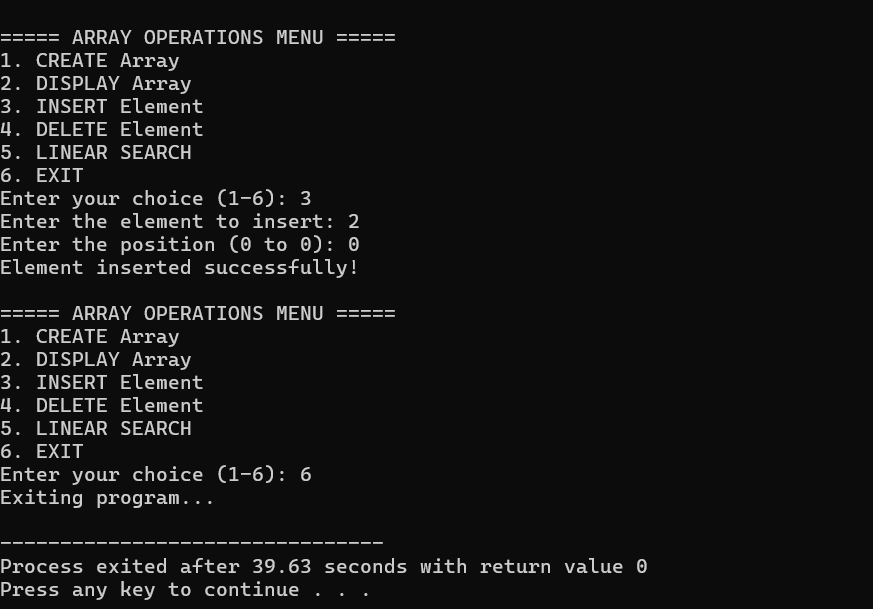 ===== ARRAY OPERATIONS MENU =====
1. CREATE Array
2. DISPLAY Array
3. INSERT Element
4. DELETE Element
5. LINEAR SEARCH
6. EXIT
Enter your choice (1-6): 3
Enter the element to insert: 2
Enter the position (0 to 0): 0
Element inserted successfully!

===== ARRAY OPERATIONS MENU =====
1. CREATE Array
2. DISPLAY Array
3. INSERT Element
4. DELETE Element
5. LINEAR SEARCH
6. EXIT
Enter your choice (1-6): 6
Exiting program...

--------------------------------
Process exited after 39.63 seconds with return value 0
Press any key to continue . . .